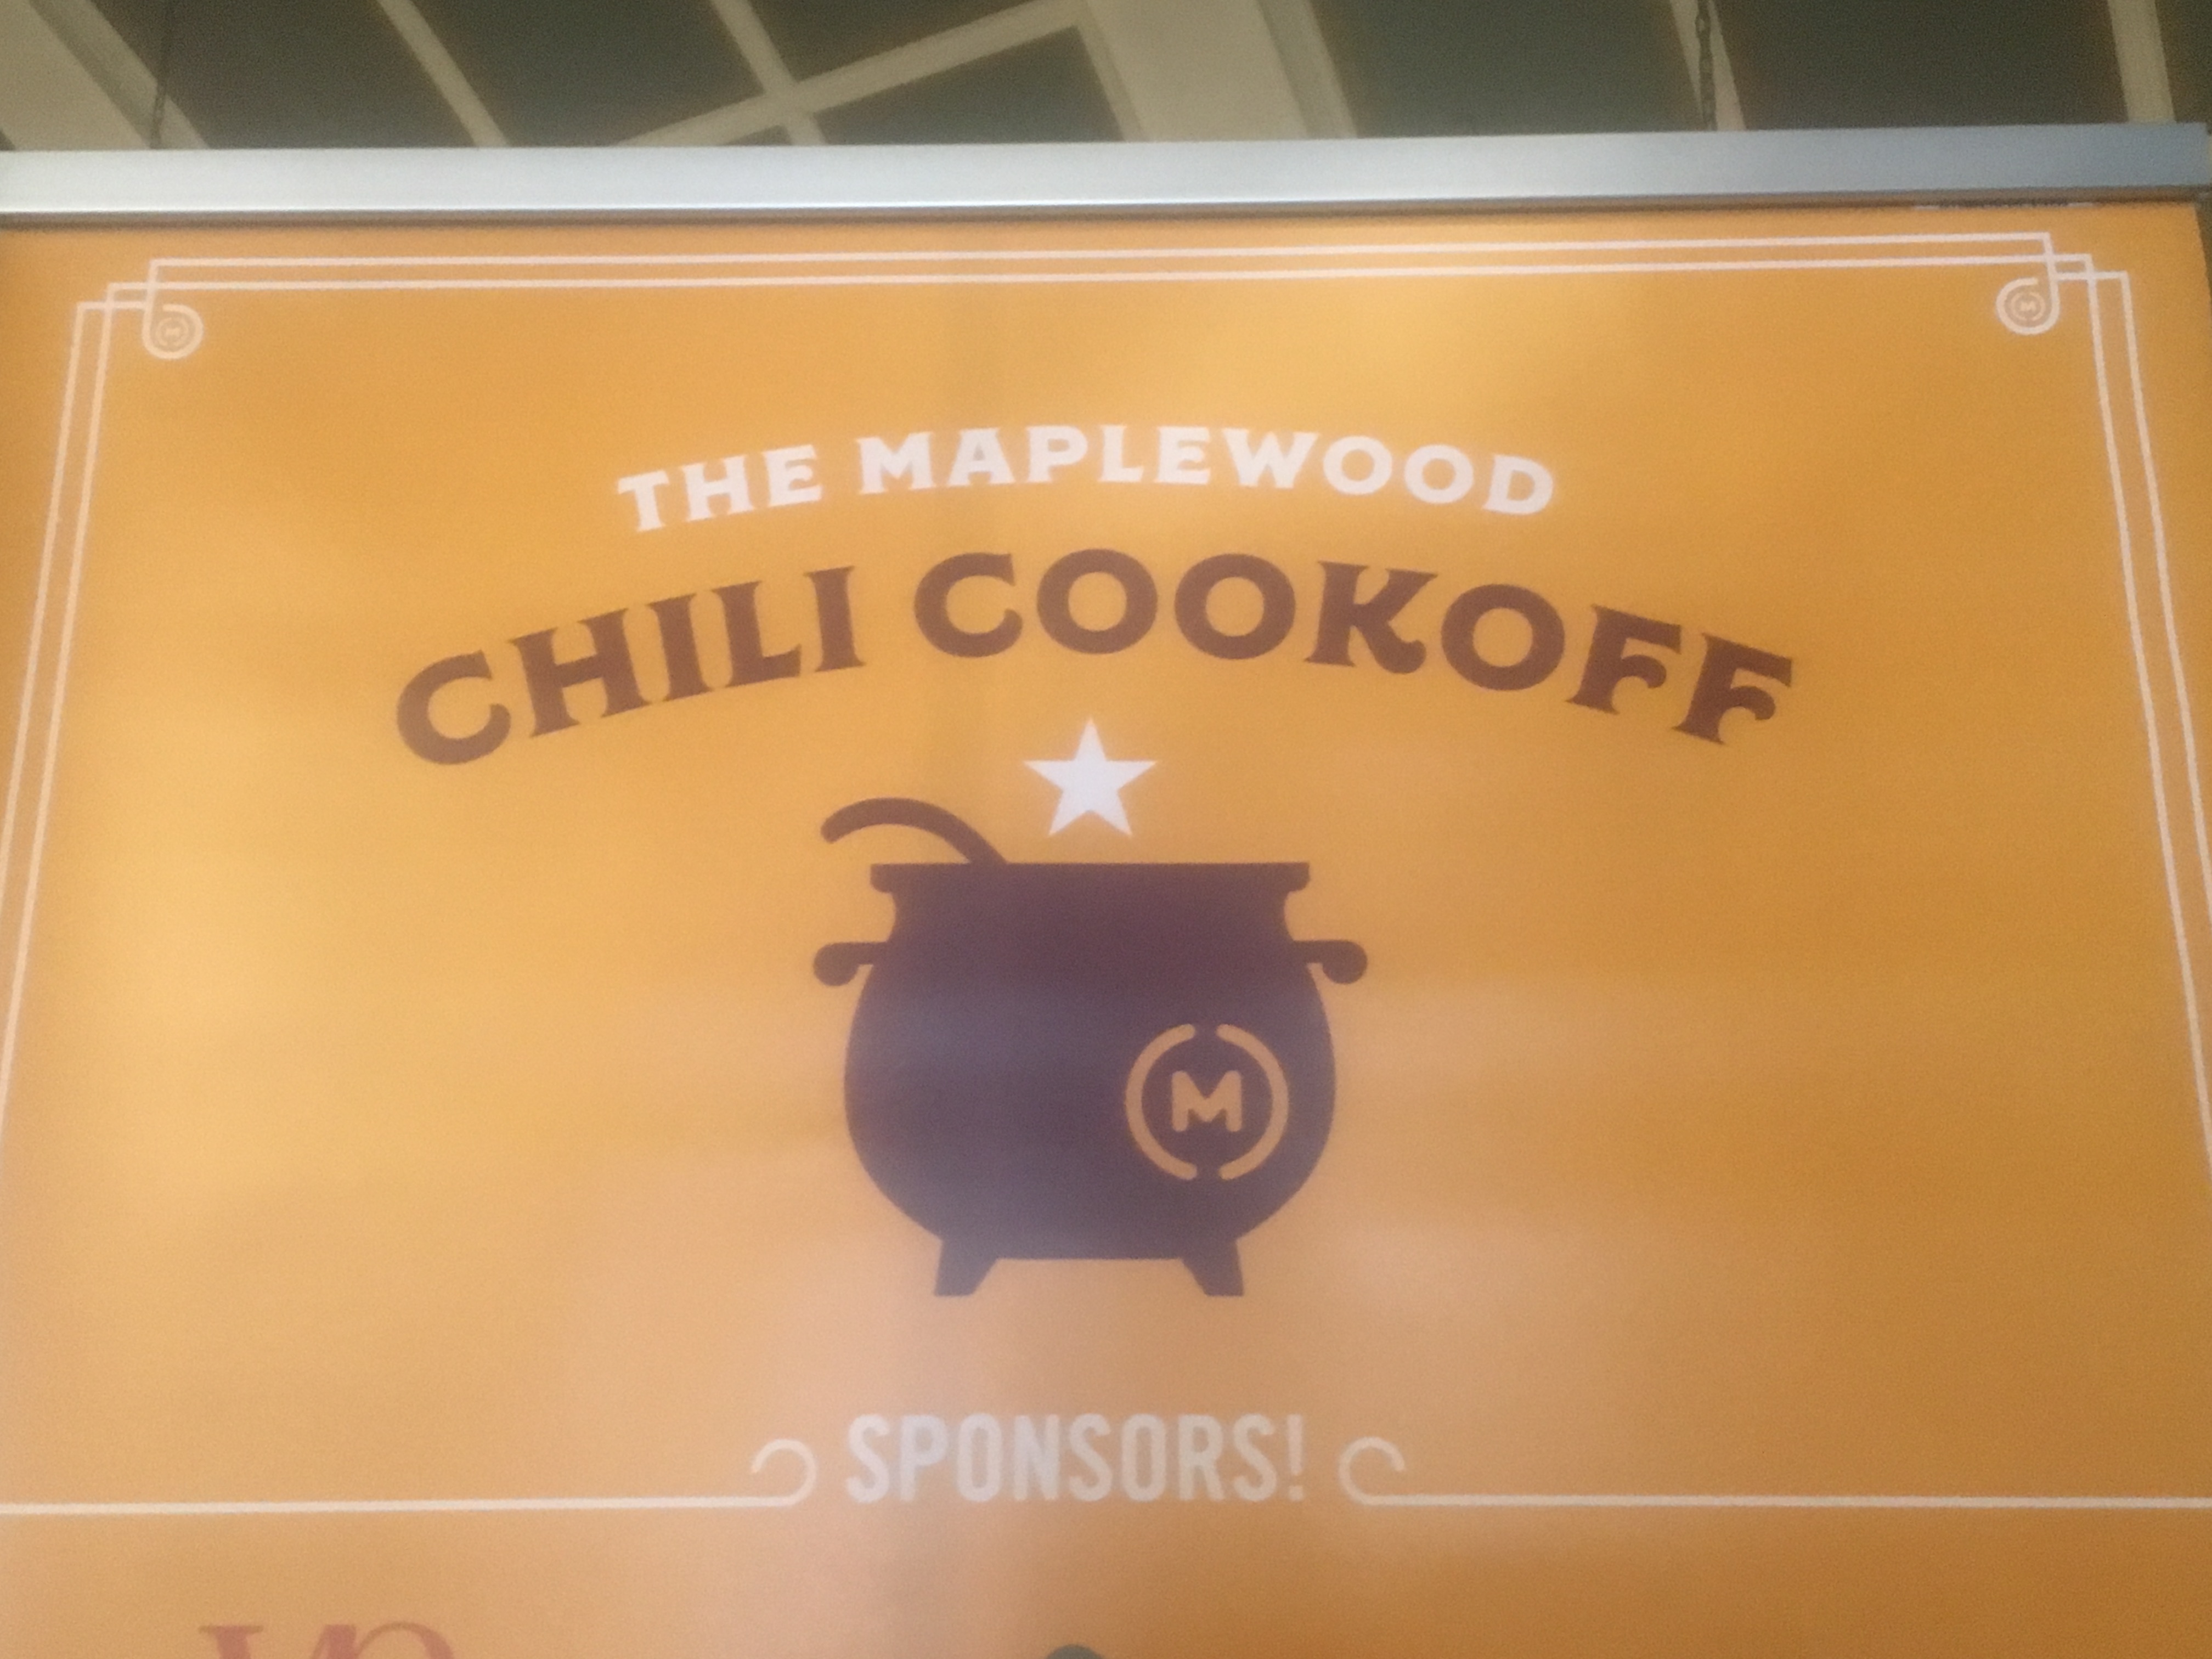 THE MAPLEWOOD
CHILI COOKOFF
M
SPONSORS!